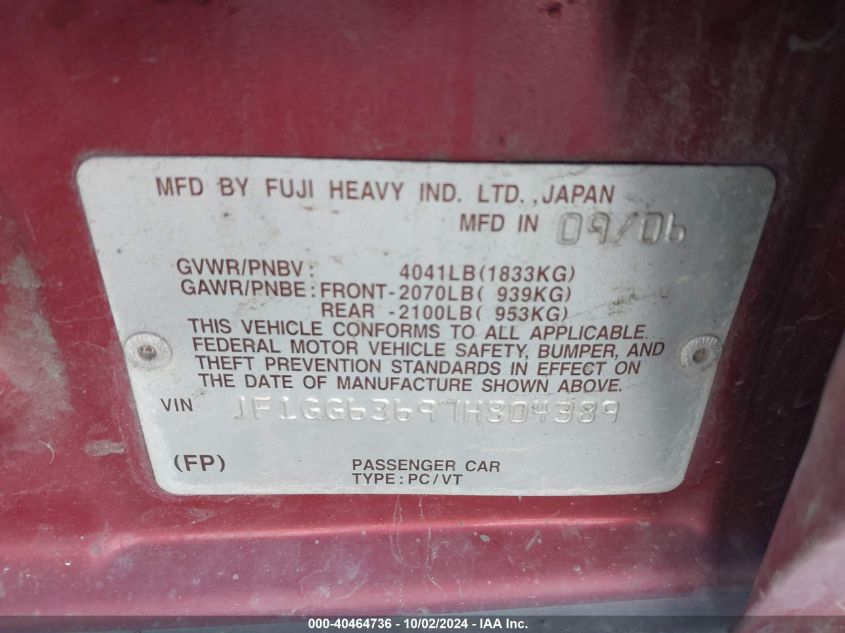 MFD BY FUJI HEAVY IND. LTD., JAPAN
MFD IN 09/06
GVWR/PNBV: 4041LB(1833KG)
GAWR/PNBE: FRONT-2070LB( 939KG)
REAR -2100LB( 953KG)
THIS VEHICLE CONFORMS TO ALL APPLICABLE
FEDERAL MOTOR VEHICLE SAFETY, BUMPER, AND
THEFT PREVENTION STANDARDS IN EFFECT ON
THE DATE OF MANUFACTURE SHOWN ABOVE.
VIN JF1GG63697H804389
(FP) PASSENGER CAR
TYPE: PC/VT
000-40464736 - 10/02/2024 - IAA Inc.